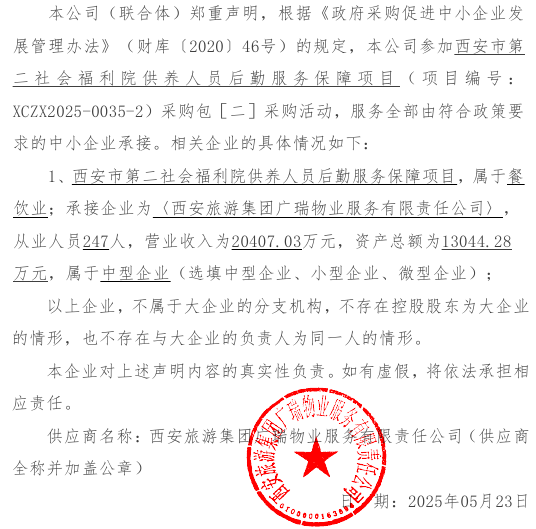 本公司（联合体）郑重声明，根据《政府采购促进中小企业发
展管理办法》（财库〔2020〕46号）的规定，本公司参加西安市第
二社会福利院供养人员后勤服务保障项目（项目编号：
XCZX2025-0035-2）采购包［二］采购活动，服务全部由符合政策要
求的中小企业承接。相关企业的具体情况如下：
1、西安市第二社会福利院供养人员后勤服务保障项目，属于餐
饮业；承接企业为〈西安旅游集团广瑞物业服务有限责任公司〉，
从业人员247人，营业收入为20407.03万元，资产总额为13044.28
万元，属于中型企业（选填中型企业、小型企业、微型企业）；
以上企业，不属于大企业的分支机构，不存在控股股东为大企业
的情形，也不存在与大企业的负责人为同一人的情形。
本企业对上述声明内容的真实性负责。如有虚假，将依法承担相
应责任。
供应商名称：西安旅游集团广瑞物业服务有限责任公司（供应商
全称并加盖公章）
日 期：2025年05月23日
西安旅游集团广瑞物业服务有限责任公司